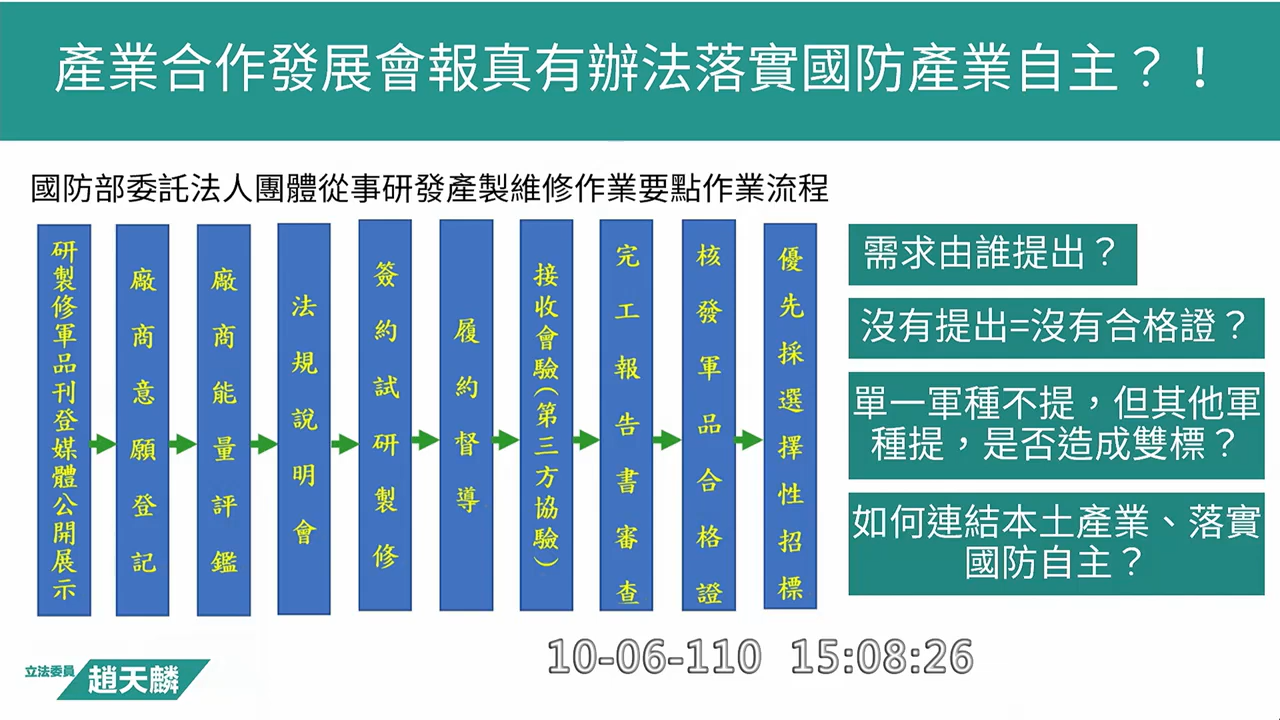 產業合作發展會報真有辦法落實國防產業自主？！
國防部委託法人團體從事研發產製維修作業要點作業流程
研製修軍品刊登媒體公開展示
廠商意願登記
廠商能量評鑑
法規說明會
簽約試研製修
履約督導
接收會驗(第三方協驗)
完工報告書審查
核發軍品合格證
優先採選擇性招標
需求由誰提出？
沒有提出=沒有合格證？
單一軍種不提，但其他軍
種提，是否造成雙標？
如何連結本土產業、落實
國防自主？
立法委員 趙天麟
10-06-110 15:08:26